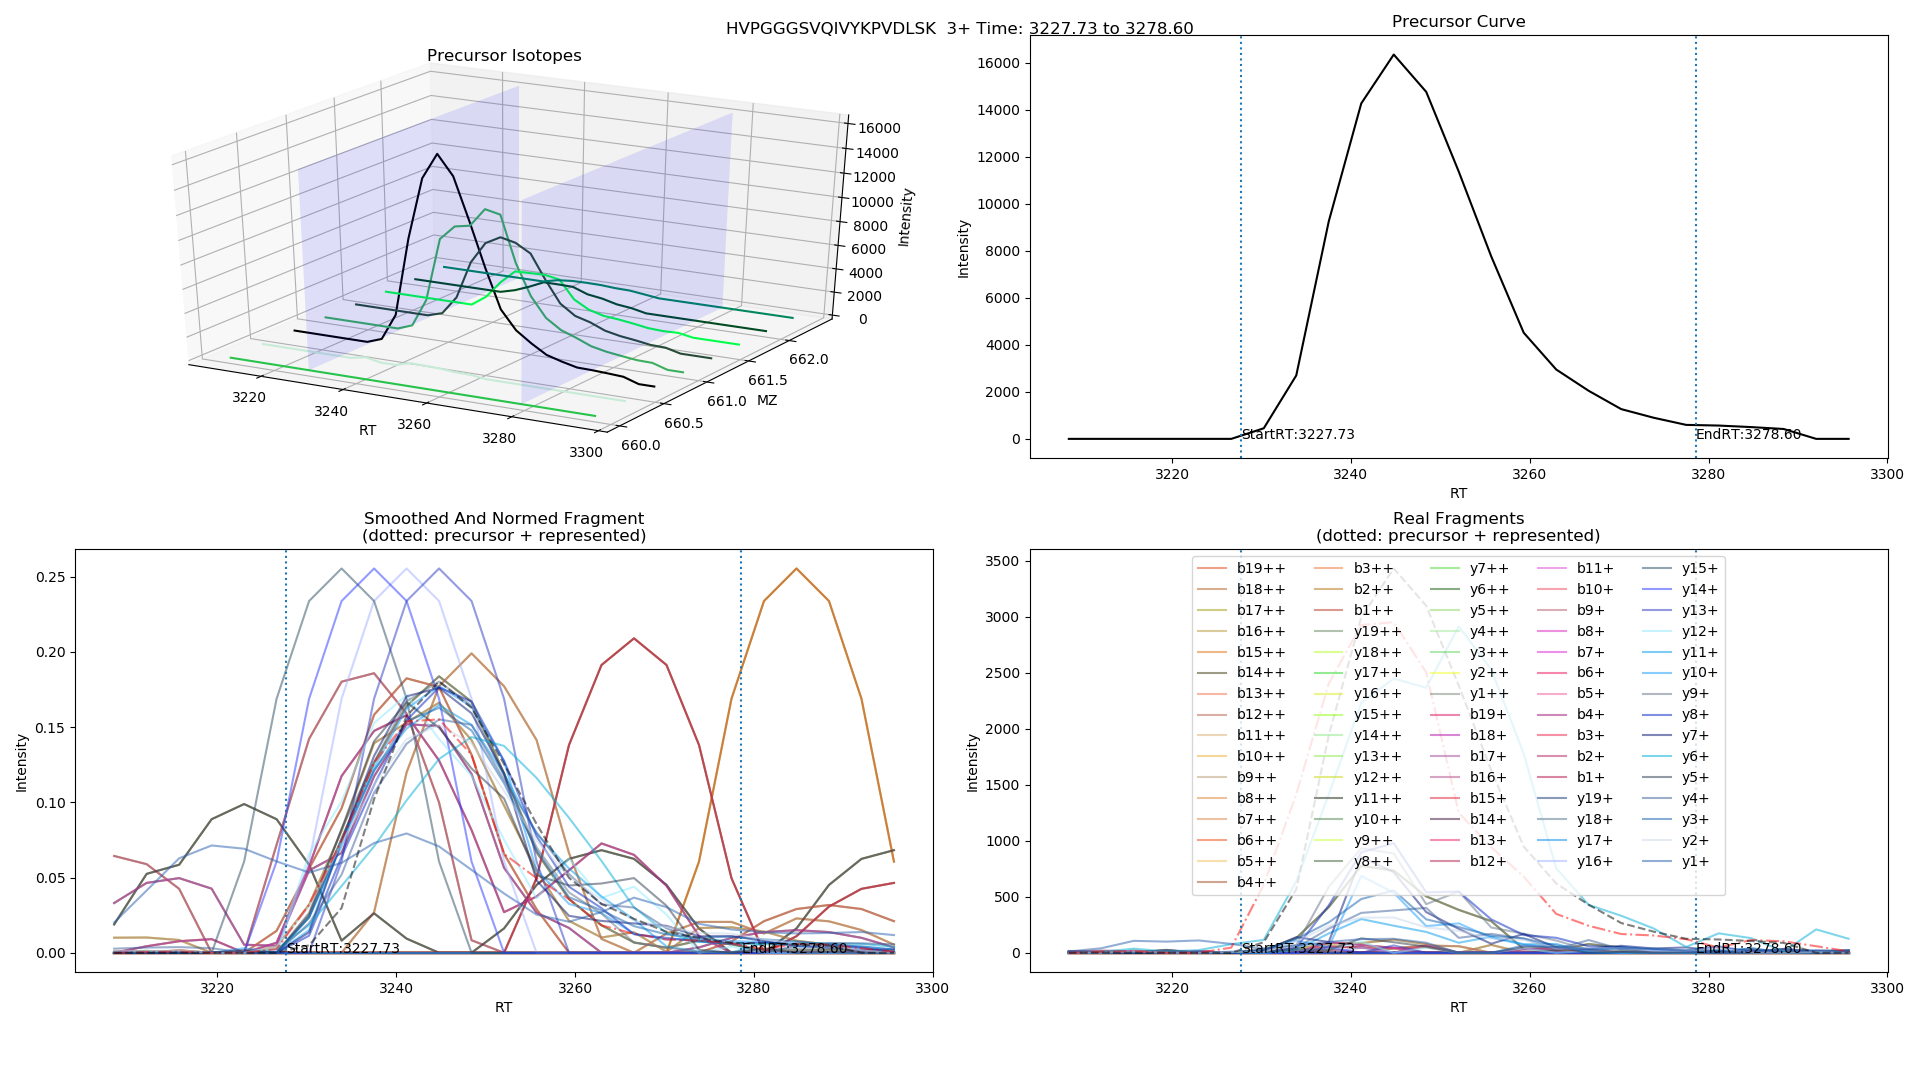 HVPGGGSVQIVYKPVDLSK 3+ Time: 3227.73 to 3278.60
Precursor Isotopes
16000
14000
12000
10000
8000
6000
4000
2000
0
Intensity
3220
3240
3260
3280
3300
RT
660.0
660.5
661.0
661.5
662.0
MZ
Precursor Curve
16000
14000
12000
10000
8000
6000
4000
2000
0
Intensity
StartRT:3227.73
EndRT:3278.60
3220
3240
3260
3280
3300
RT
Smoothed And Normed Fragment
(dotted: precursor + represented)
0.25
0.20
0.15
0.10
0.05
0.00
Intensity
StartRT:3227.73
EndRT:3278.60
3220
3240
3260
3280
3300
RT
Real Fragments
(dotted: precursor + represented)
3500
3000
2500
2000
1500
1000
500
0
Intensity
b19++ b3++ y7++ b11+ y15+
b18++ b2++ y6++ b10+ y14+
b17++ b1++ y5++ b9+ y13+
b16++ y19++ y4++ b8+ y12+
b15++ y18++ y3++ b7+ y11+
b14++ y17++ y2++ b6+ y10+
b13++ y16++ y1++ b5+ y9+
b12++ y15++ b19+ b4+ y8+
b11++ y14++ b18+ b3+ y7+
b10++ y13++ b17+ b2+ y6+
b9++ y12++ b16+ b1+ y5+
b8++ y11++ b15+ y19+ y4+
b7++ y10++ b14+ y18+ y3+
b6++ y9++ b13+ y17+ y2+
b5++ y8++ b12+ y16+ y1+
b4++
StartRT:3227.73
EndRT:3278.60
3220
3240
3260
3280
3300
RT